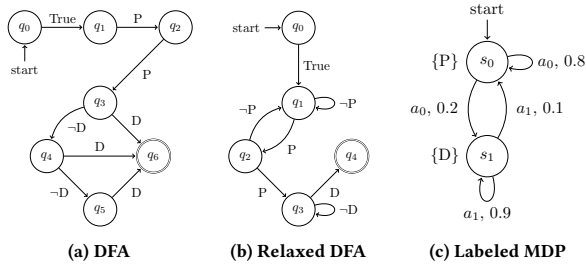 q0 True q1 P q2
start
P
q3
¬D D
q4 D q6
¬D D
q5
(a) DFA
start q0
True
¬P q1 ¬P
q2 P q4
P D
q3 ¬D
(b) Relaxed DFA
start
{P} s0 a0, 0.8
a0, 0.2 a1, 0.1
{D} s1
a1, 0.9
(c) Labeled MDP